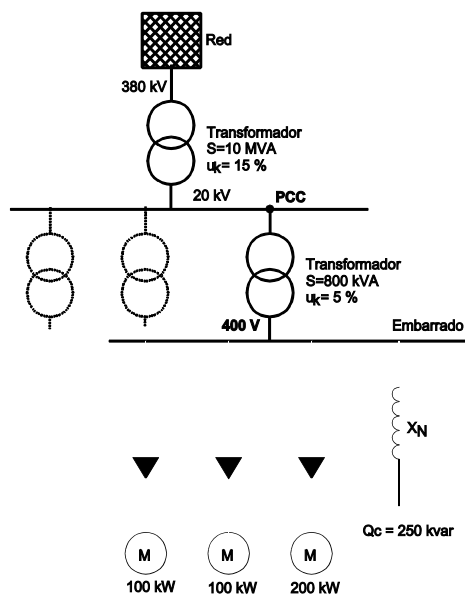 Red
380 kV
Transformador
S=10 MVA
uk= 15 %
20 kV
PCC
Transformador
S=800 kVA
uk= 5 %
400 V
Embarrado
XN
Qc = 250 kvar
M
M
M
100 kW
100 kW
200 kW